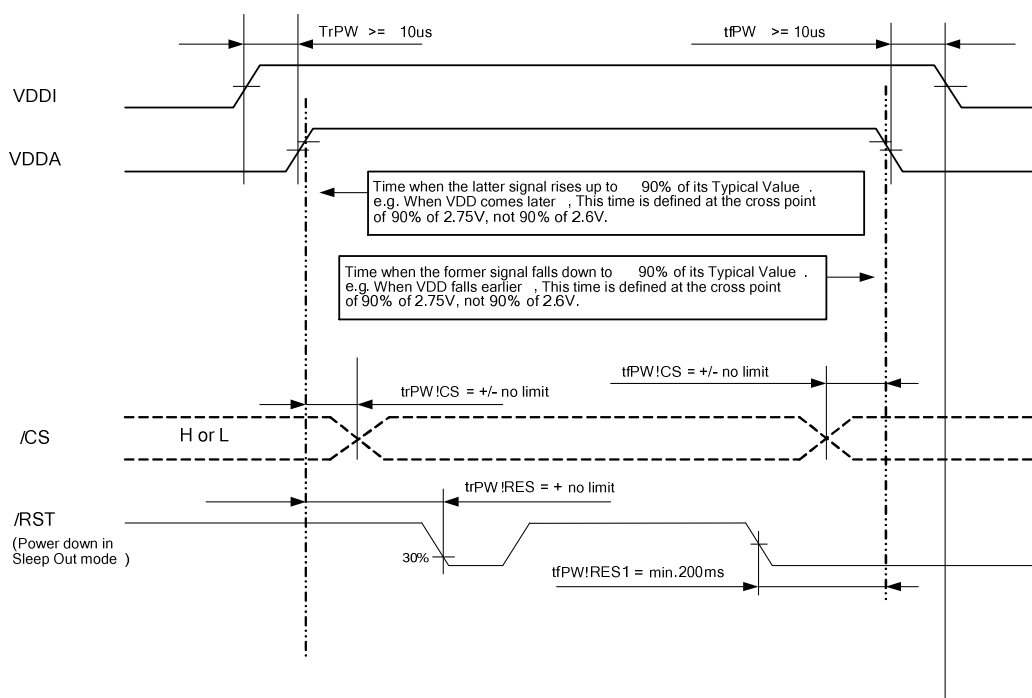 TrPW >= 10us
tfPW >= 10us
VDDI
VDDA
Time when the latter signal rises up to 90% of its Typical Value .
e.g. When VDD comes later , This time is defined at the cross point
of 90% of 2.75V, not 90% of 2.6V.
Time when the former signal falls down to 90% of its Typical Value .
e.g. When VDD falls earlier , This time is defined at the cross point
of 90% of 2.75V, not 90% of 2.6V.
tfPW!CS = +/- no limit
trPW!CS = +/- no limit
/CS
H or L
trPW!RES = + no limit
/RST
(Power down in
Sleep Out mode )
30%
tfPW!RES1 = min.200ms